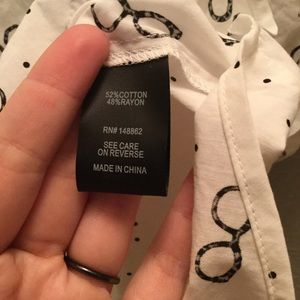 52%COTTON
48%RAYON
RN# 148862
SEE CARE
ON REVERSE
MADE IN CHINA